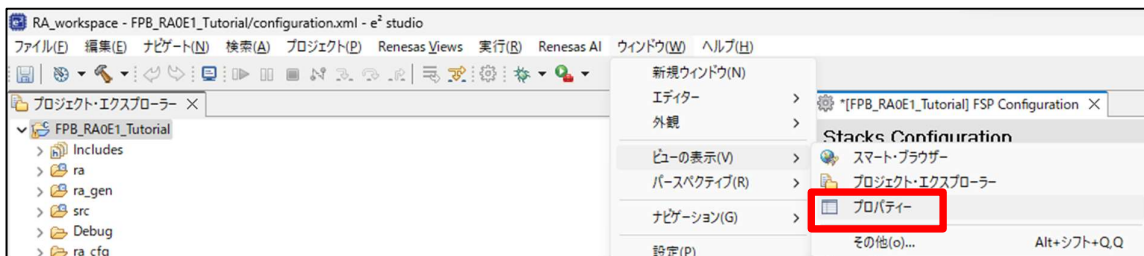 RA_workspace - FPB_RA0E1_Tutorial/configuration.xml - e² studio
ファイル(F) 編集(E) ナビゲート(N) 検索(A) プロジェクト(P) Renesas Views 実行(R) Renesas AI ウィンドウ(W) ヘルプ(H)
プロジェクト・エクスプローラー
FPB_RA0E1_Tutorial
Includes
ra
ra_gen
src
Debug
ra_cfg
新規ウィンドウ(N)
エディター
外観
ビューの表示(V)
パースペクティブ(R)
ナビゲーション(G)
設定(P)
*[FPB_RA0E1_Tutorial] FSP Configuration
Stacks Configuration
スマート・ブラウザー
プロジェクト・エクスプローラー
プロパティー
その他(o)... Alt+シフト+Q,Q